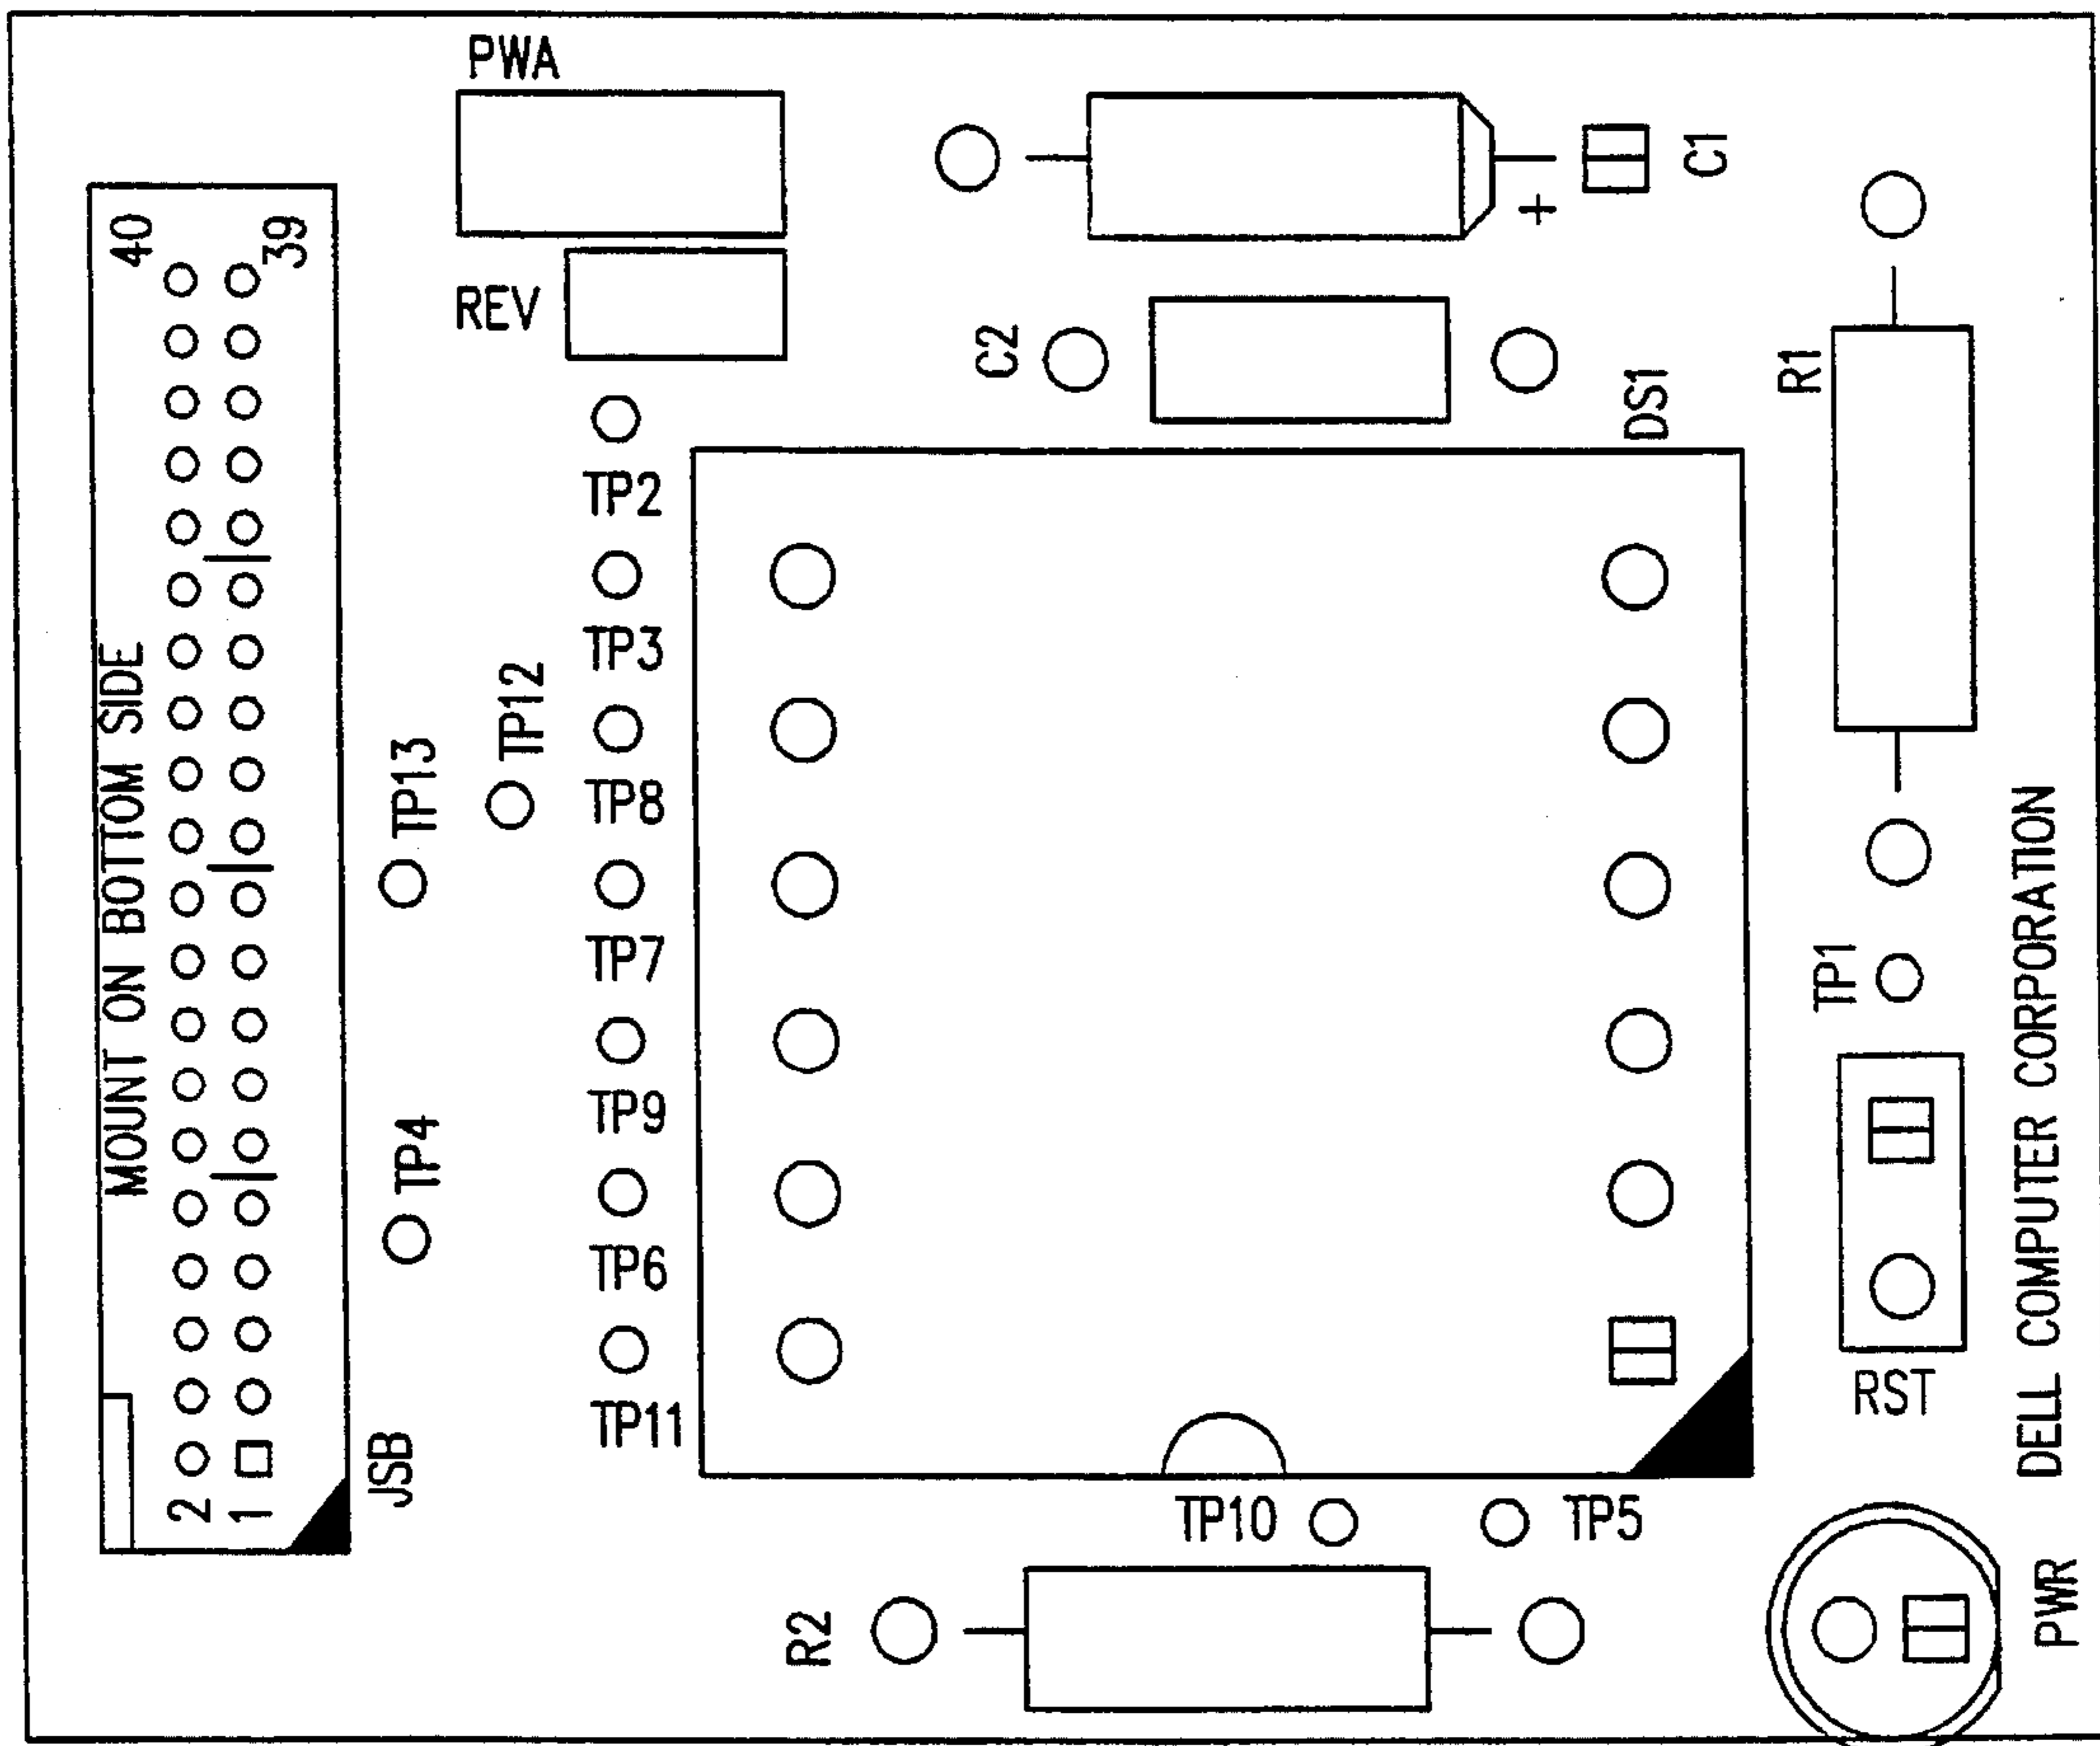 PWA
C1
40
39
REV
C2
R1
DS1
TP2
MOUNT ON BOTTOM SIDE
TP3
TP12
TP13
TP8
TP7
TP1
DELL COMPUTER CORPORATION
TP4
TP9
TP6
RST
TP11
JSB
2
1
TP10
TP5
R2
PWR
+